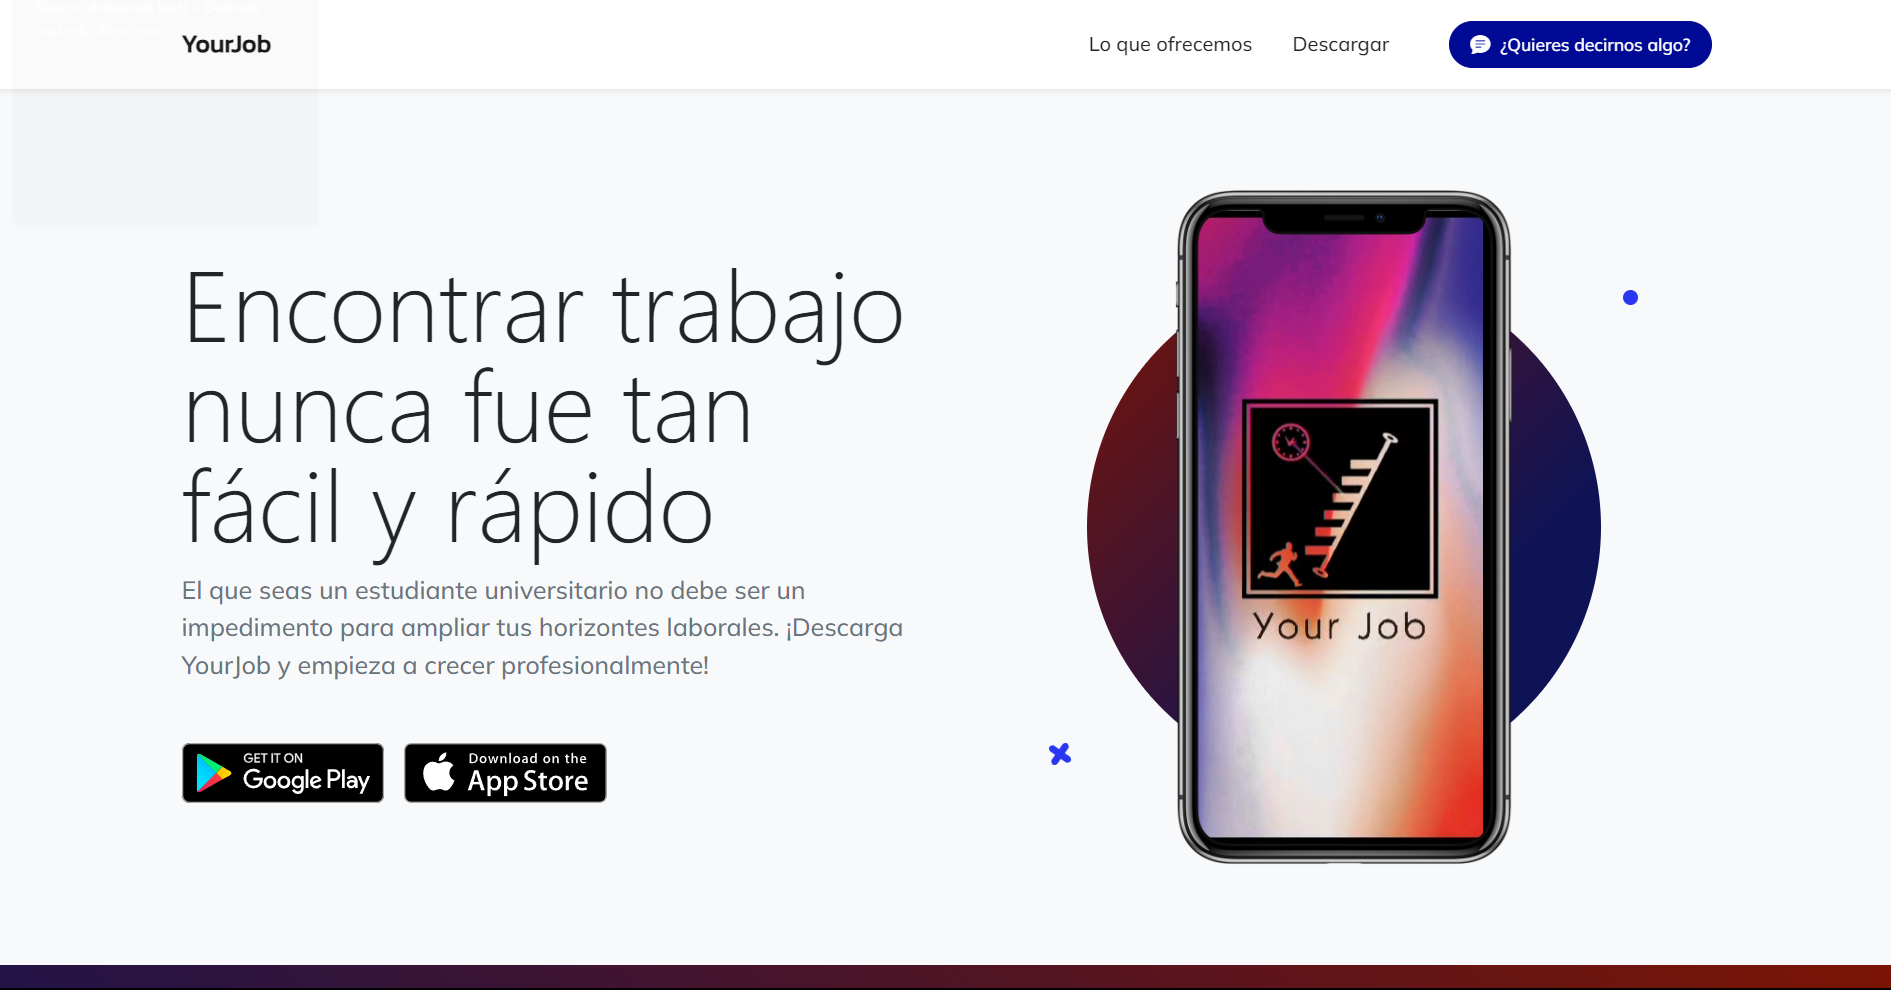 YourJob
Lo que ofrecemos
Descargar
¿Quieres decirnos algo?
Encontrar trabajo
nunca fue tan
fácil y rápido
El que seas un estudiante universitario no debe ser un
impedimento para ampliar tus horizontes laborales. ¡Descarga
YourJob y empieza a crecer profesionalmente!
GET IT ON
Google Play
Download on the
App Store
Your Job